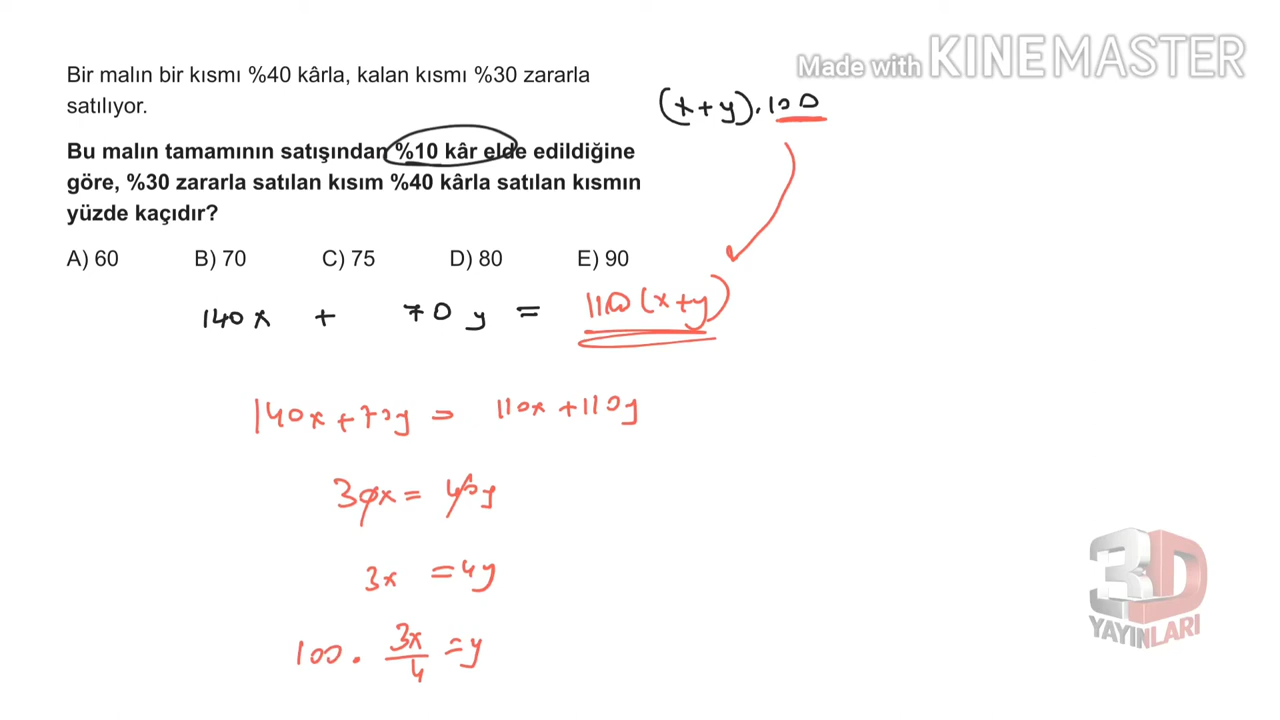 Made with KINEMASTER
Bir malın bir kısmı %40 kârla, kalan kısmı %30 zararla
satılıyor.
(x+y).100
Bu malın tamamının satışından %10 kâr elde edildiğine
göre, %30 zararla satılan kısım %40 kârla satılan kısmın
yüzde kaçıdır?
A) 60 B) 70 C) 75 D) 80 E) 90
140x + 70y = 110(x+y)
140x+70y = 110x+110y
30x = 40y
3x = 4y
100. 3x/4 = y
3D
YAYINLARI